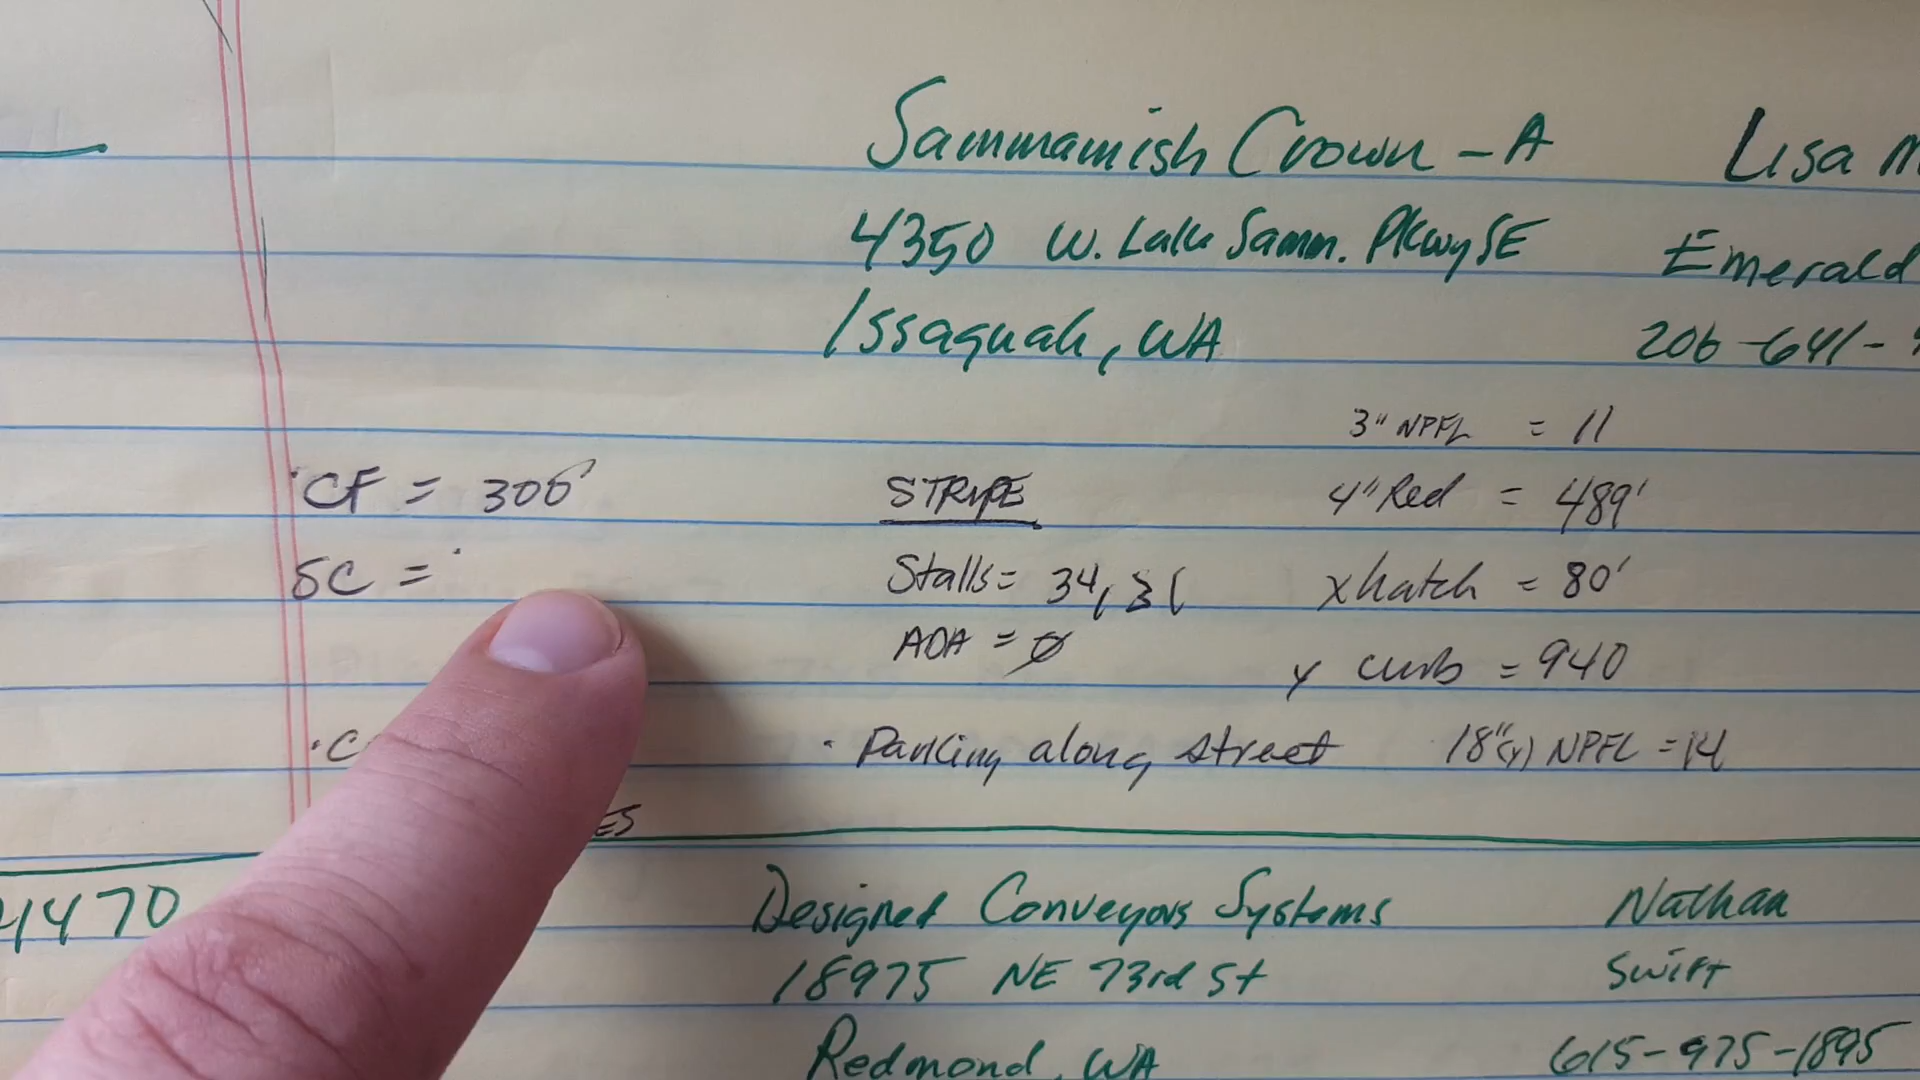 Sammamish Crown - A
Lisa M
4350 W. Lake Samm. Pkwy SE
Emerald
Issaquah, WA
206-641-
3" NPFL = 11
CF = 306'
STRIPE
4" Red = 489'
SC =
Stalls = 34,
xhatch = 80'
ADA = Ø
y curb = 940
· Parking along street
18"(y) NPFL = 14
ES
1470
Designed Conveyors Systems
Nathan
18975 NE 73rd St
Swift
Redmond, WA
615-975-1895